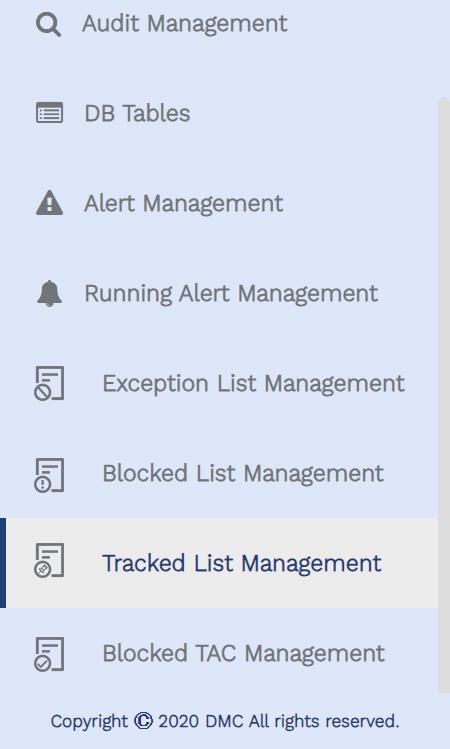 Audit Management
DB Tables
Alert Management
Running Alert Management
Exception List Management
Blocked List Management
Tracked List Management
Blocked TAC Management
Copyright © 2020 DMC All rights reserved.